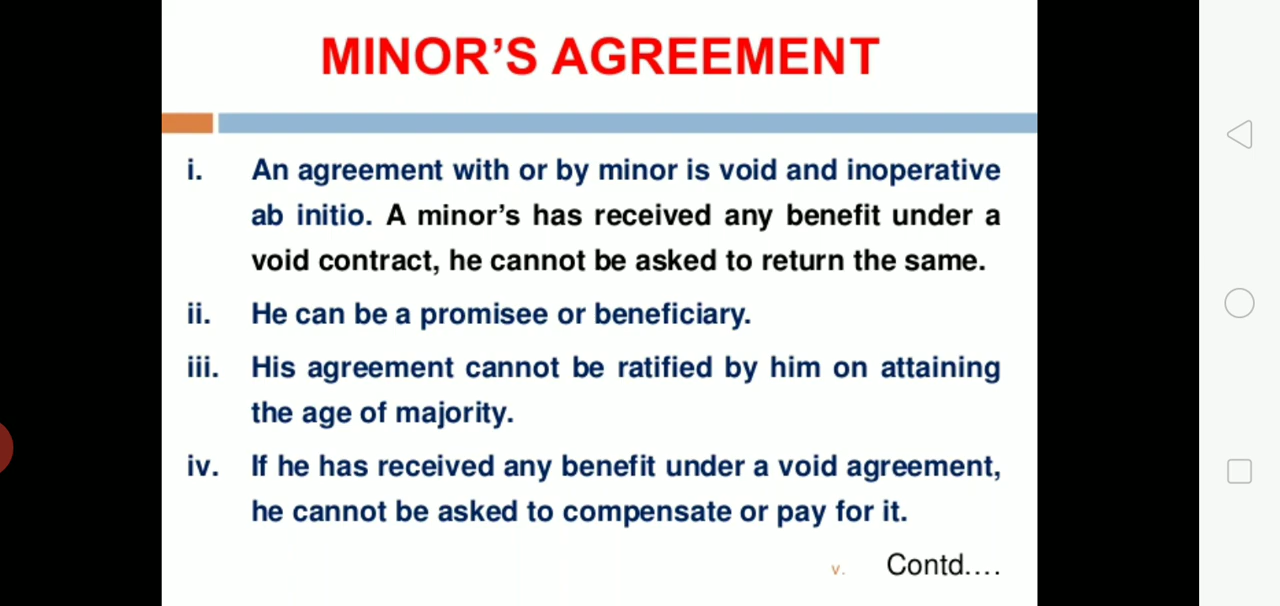 MINOR’S AGREEMENT
i. An agreement with or by minor is void and inoperative
ab initio. A minor’s has received any benefit under a
void contract, he cannot be asked to return the same.
ii. He can be a promisee or beneficiary.
iii. His agreement cannot be ratified by him on attaining
the age of majority.
iv. If he has received any benefit under a void agreement,
he cannot be asked to compensate or pay for it.
v. Contd....